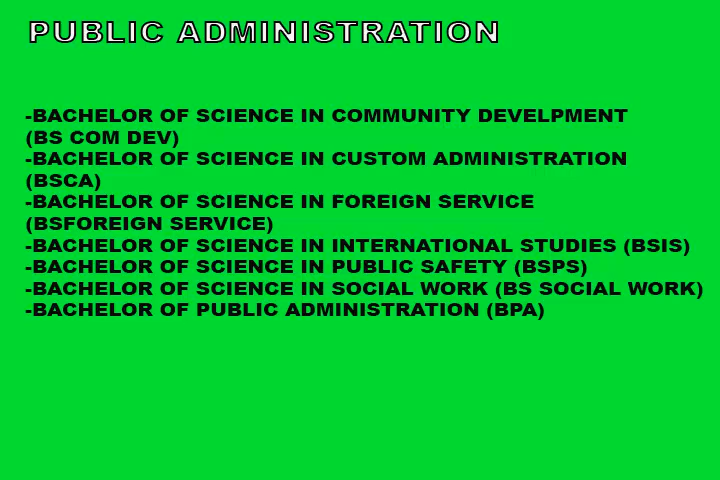 PUBLIC ADMINISTRATION
-BACHELOR OF SCIENCE IN COMMUNITY DEVELPMENT
(BS COM DEV)
-BACHELOR OF SCIENCE IN CUSTOM ADMINISTRATION
(BSCA)
-BACHELOR OF SCIENCE IN FOREIGN SERVICE
(BSFOREIGN SERVICE)
-BACHELOR OF SCIENCE IN INTERNATIONAL STUDIES (BSIS)
-BACHELOR OF SCIENCE IN PUBLIC SAFETY (BSPS)
-BACHELOR OF SCIENCE IN SOCIAL WORK (BS SOCIAL WORK)
-BACHELOR OF PUBLIC ADMINISTRATION (BPA)